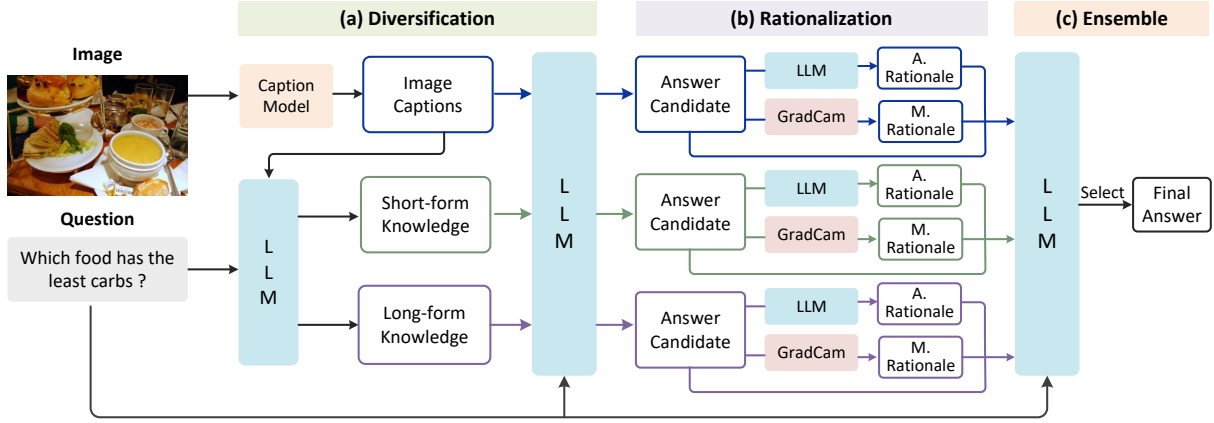 (a) Diversification
(b) Rationalization
(c) Ensemble
Image
Caption
Model
Image
Captions
L
L
M
Answer
Candidate
LLM
A.
Rationale
GradCam
M.
Rationale
L
L
M
Select
Final
Answer
Question
Which food has the
least carbs ?
L
L
M
Short-form
Knowledge
Answer
Candidate
LLM
A.
Rationale
GradCam
M.
Rationale
Long-form
Knowledge
Answer
Candidate
LLM
A.
Rationale
GradCam
M.
Rationale